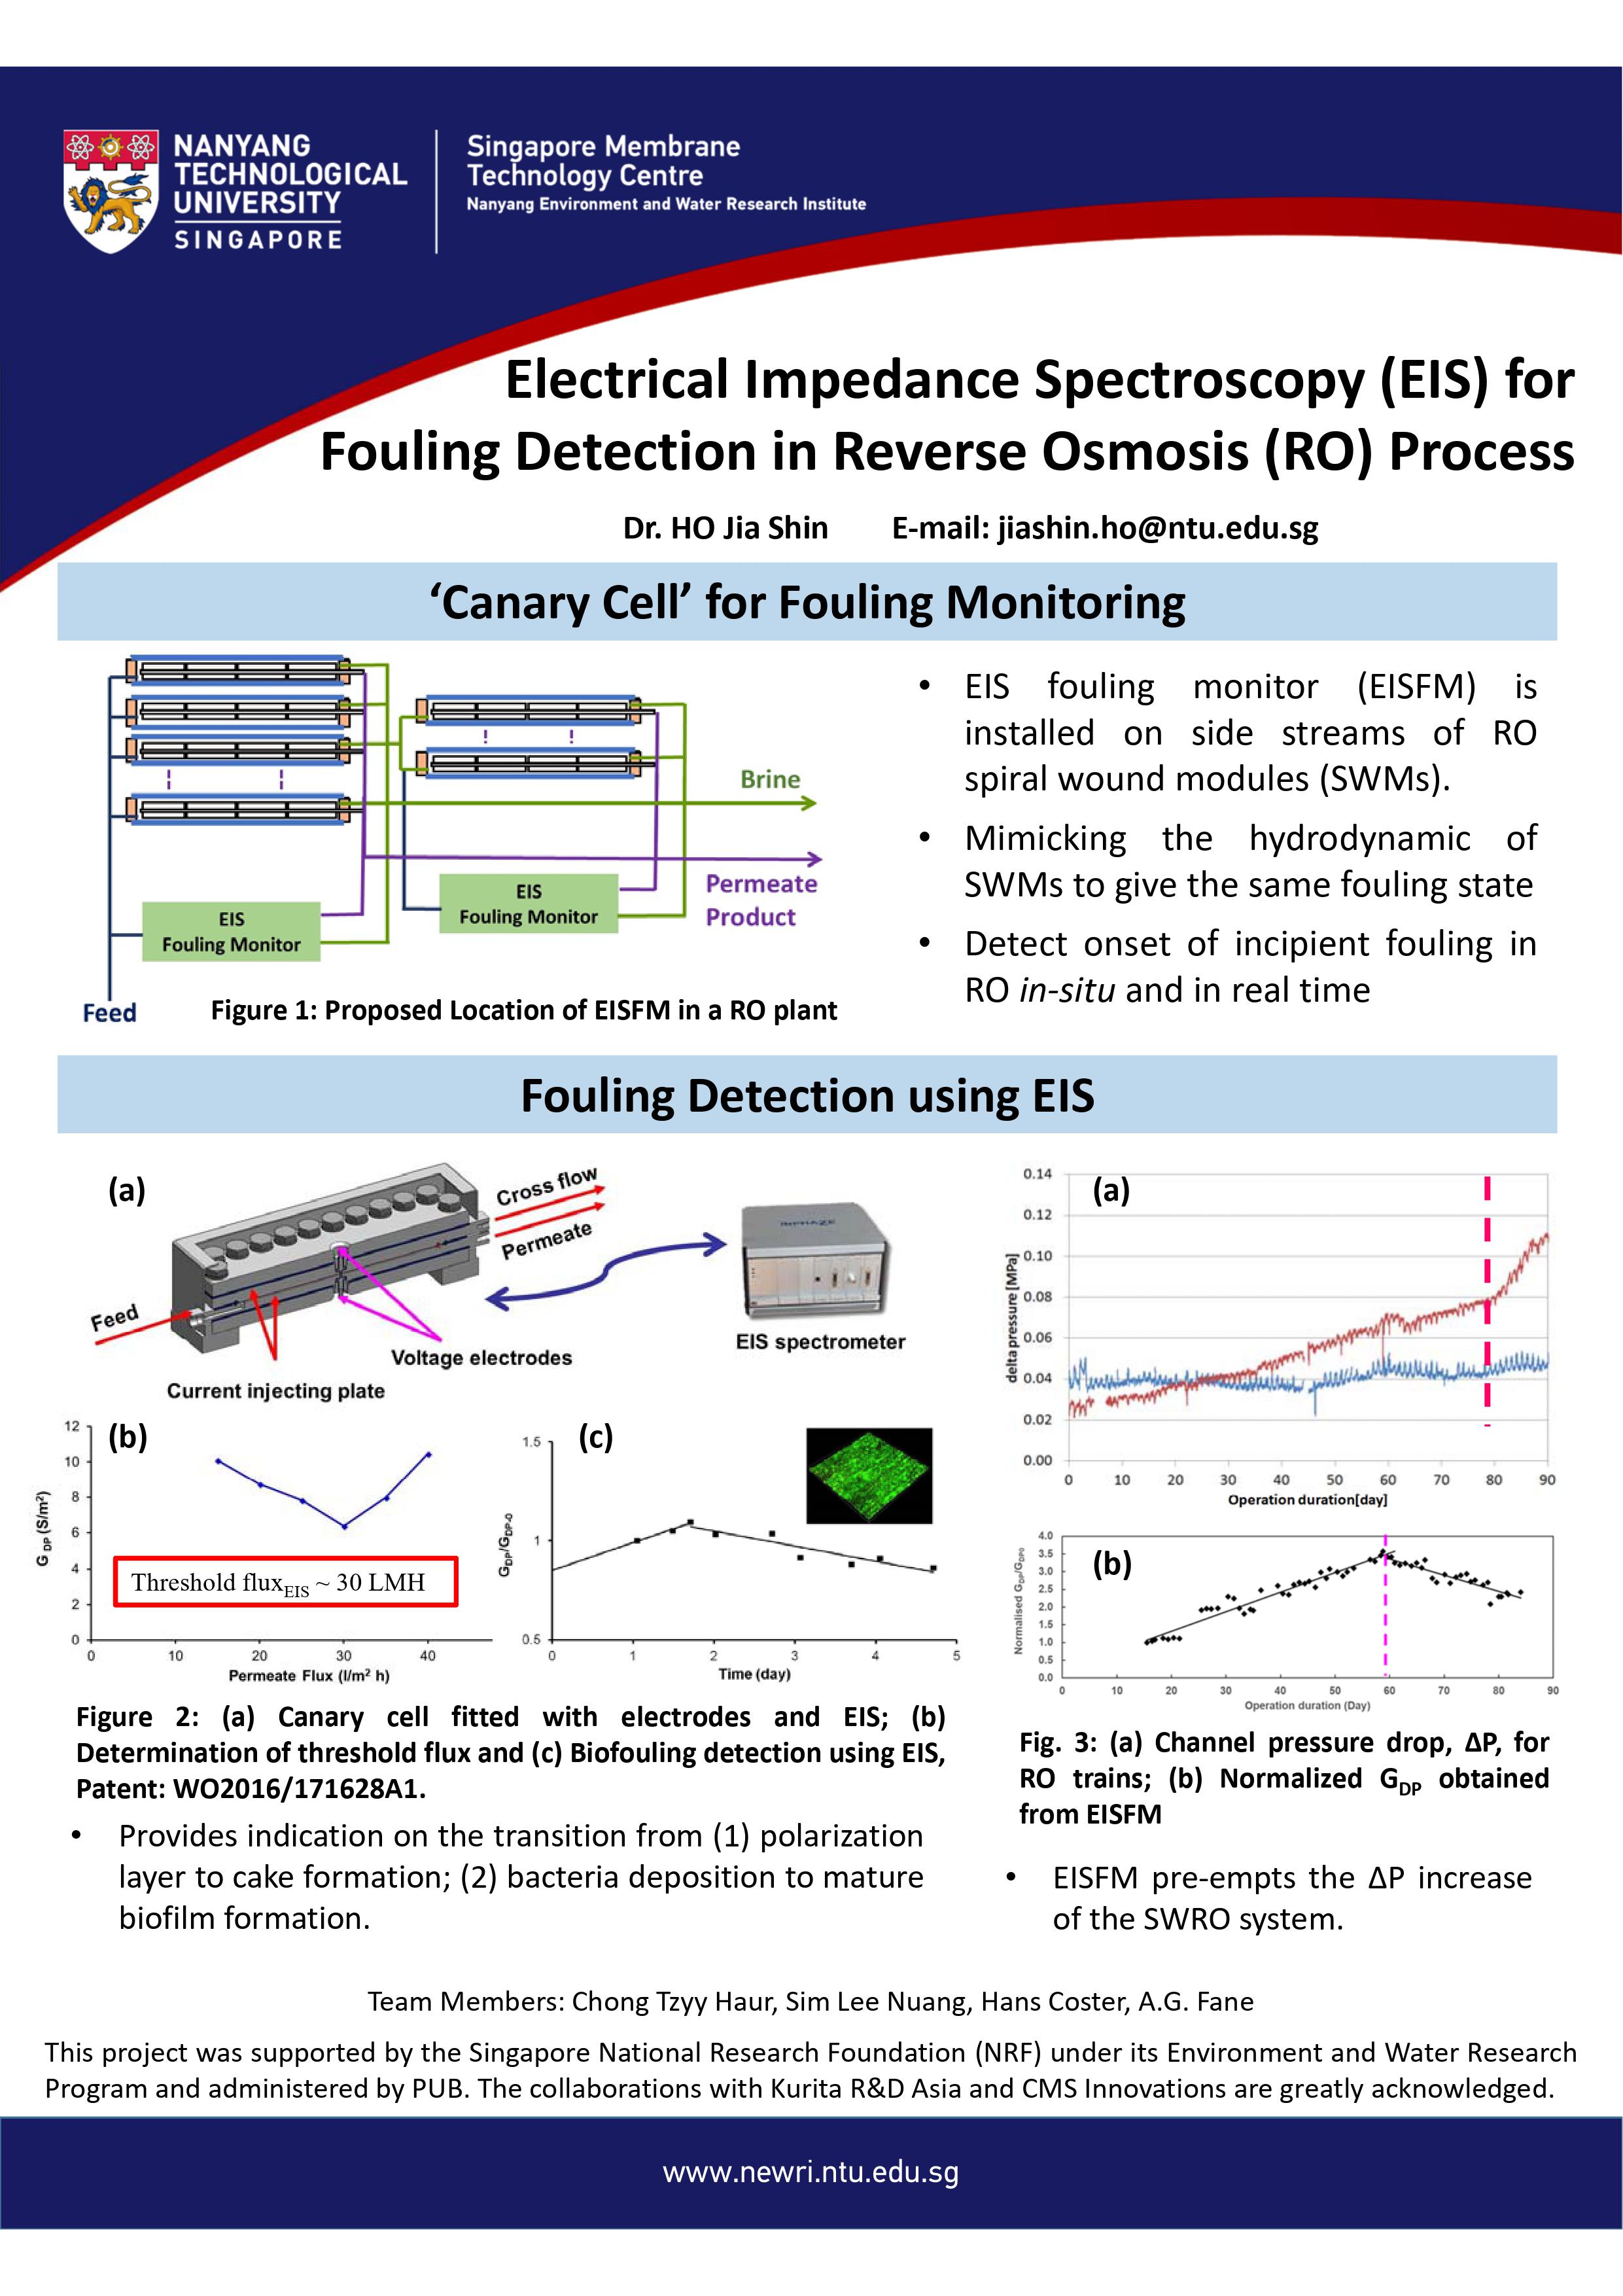 NANYANG
TECHNOLOGICAL
UNIVERSITY
SINGAPORE
Singapore Membrane
Technology Centre
Nanyang Environment and Water Research Institute
Electrical Impedance Spectroscopy (EIS) for
Fouling Detection in Reverse Osmosis (RO) Process
Dr. HO Jia Shin E-mail: jiashin.ho@ntu.edu.sg
‘Canary Cell’ for Fouling Monitoring
Brine
Permeate
Product
EIS
Fouling Monitor
EIS
Fouling Monitor
Feed
Figure 1: Proposed Location of EISFM in a RO plant
• EIS fouling monitor (EISFM) is
installed on side streams of RO
spiral wound modules (SWMs).
• Mimicking the hydrodynamic of
SWMs to give the same fouling state
• Detect onset of incipient fouling in
RO in-situ and in real time
Fouling Detection using EIS
(a)
Cross flow
Permeate
Feed
Voltage electrodes
Current injecting plate
INPHAZE
EIS spectrometer
(b)
G DP (S/m²)
12
10
8
6
4
2
0
Threshold fluxEIS ~ 30 LMH
0 10 20 30 40
Permeate Flux (l/m² h)
(c)
GDP/GDP-0
1.5
1
0.5
0 1 2 3 4 5
Time (day)
Figure 2: (a) Canary cell fitted with electrodes and EIS; (b)
Determination of threshold flux and (c) Biofouling detection using EIS,
Patent: WO2016/171628A1.
• Provides indication on the transition from (1) polarization
layer to cake formation; (2) bacteria deposition to mature
biofilm formation.
(a)
delta pressure [MPa]
0.14
0.12
0.10
0.08
0.06
0.04
0.02
0.00
0 10 20 30 40 50 60 70 80 90
Operation duration[day]
(b)
Normalised GDP/GDP0
4.0
3.5
3.0
2.5
2.0
1.5
1.0
0.5
0.0
0 10 20 30 40 50 60 70 80 90
Operation duration (Day)
Fig. 3: (a) Channel pressure drop, ΔP, for
RO trains; (b) Normalized GDP obtained
from EISFM
• EISFM pre-empts the ΔP increase
of the SWRO system.
Team Members: Chong Tzyy Haur, Sim Lee Nuang, Hans Coster, A.G. Fane
This project was supported by the Singapore National Research Foundation (NRF) under its Environment and Water Research
Program and administered by PUB. The collaborations with Kurita R&D Asia and CMS Innovations are greatly acknowledged.
www.newri.ntu.edu.sg